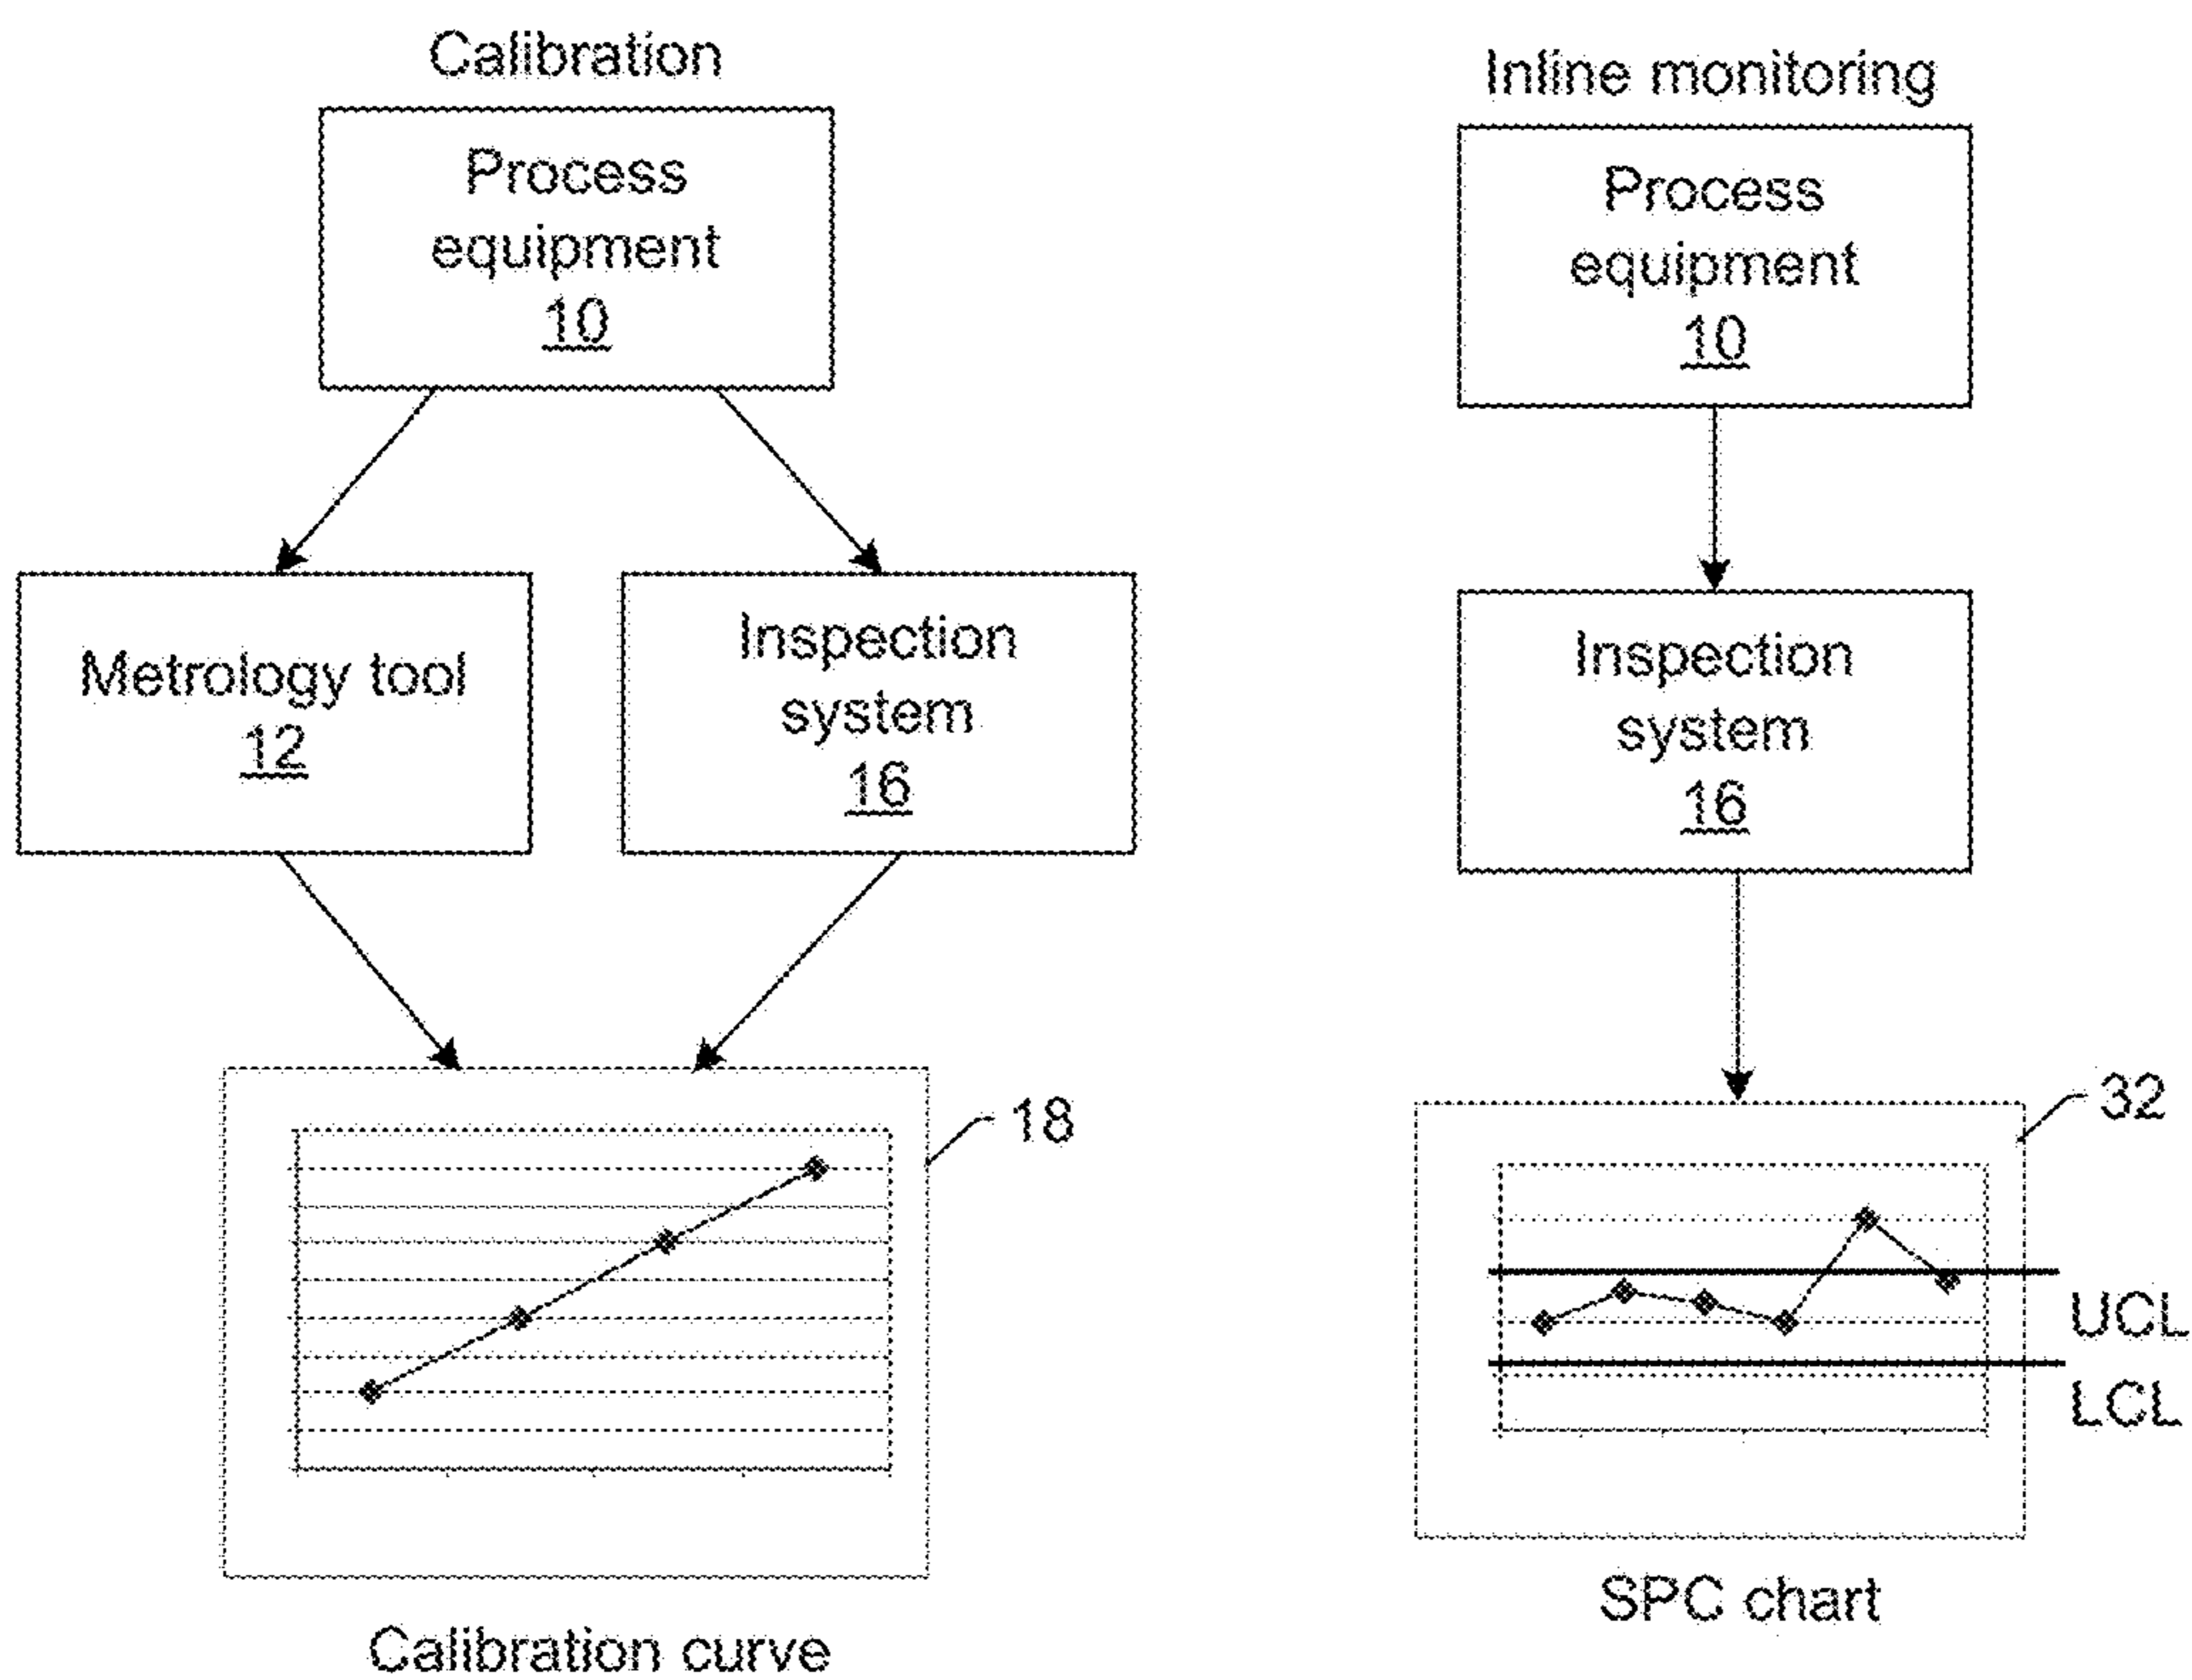 Calibration
Process
equipment
10
Metrology tool
12
Inspection
system
16
18
Calibration curve
Inline monitoring
Process
equipment
10
Inspection
system
16
32
UCL
LCL
SPC chart